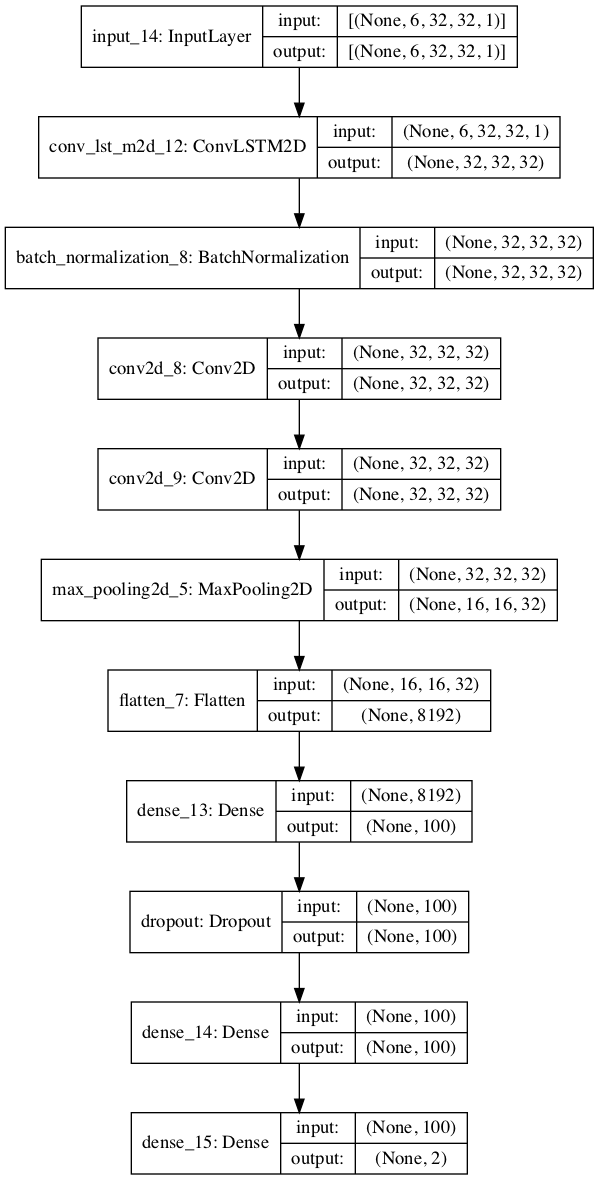 input_14: InputLayer
input:
[(None, 6, 32, 32, 1)]
output:
[(None, 6, 32, 32, 1)]
conv_lst_m2d_12: ConvLSTM2D
input:
(None, 6, 32, 32, 1)
output:
(None, 32, 32, 32)
batch_normalization_8: BatchNormalization
input:
(None, 32, 32, 32)
output:
(None, 32, 32, 32)
conv2d_8: Conv2D
input:
(None, 32, 32, 32)
output:
(None, 32, 32, 32)
conv2d_9: Conv2D
input:
(None, 32, 32, 32)
output:
(None, 32, 32, 32)
max_pooling2d_5: MaxPooling2D
input:
(None, 32, 32, 32)
output:
(None, 16, 16, 32)
flatten_7: Flatten
input:
(None, 16, 16, 32)
output:
(None, 8192)
dense_13: Dense
input:
(None, 8192)
output:
(None, 100)
dropout: Dropout
input:
(None, 100)
output:
(None, 100)
dense_14: Dense
input:
(None, 100)
output:
(None, 100)
dense_15: Dense
input:
(None, 100)
output:
(None, 2)